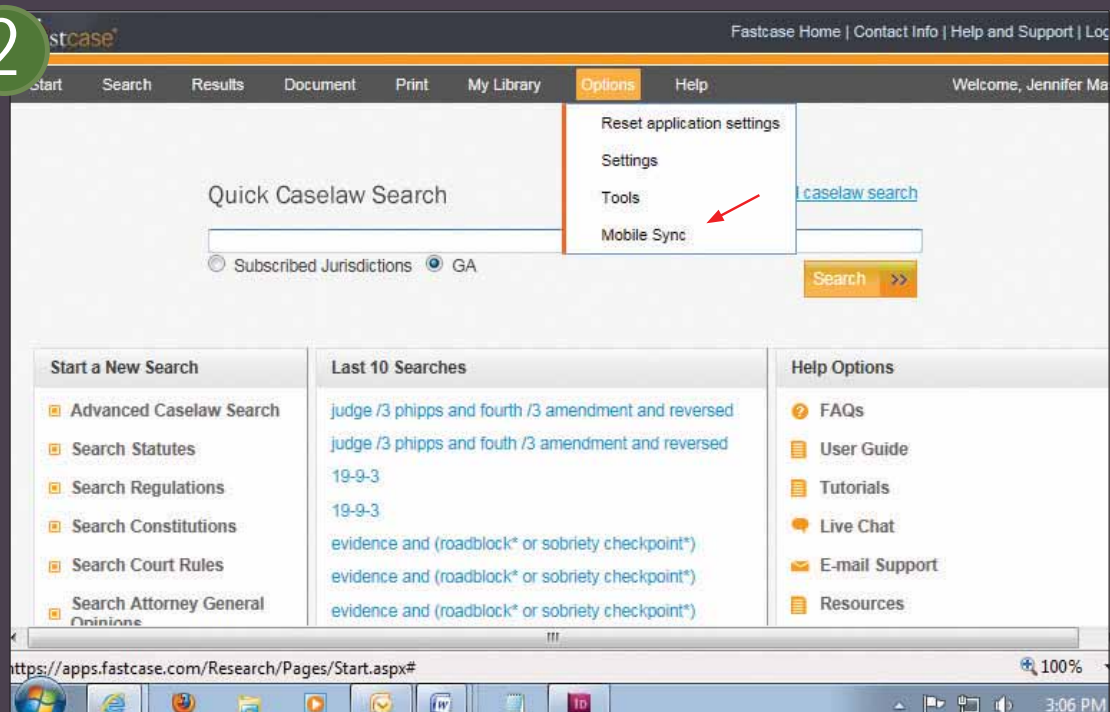 2
stcase
Fastcase Home | Contact Info | Help and Support | Log
Start Search Results Document Print My Library Options Help Welcome, Jennifer Ma
Reset application settings
Settings
Tools
Mobile Sync
Quick Caselaw Search
l caselaw search
Subscribed Jurisdictions GA
Search >>
Start a New Search
Advanced Caselaw Search
Search Statutes
Search Regulations
Search Constitutions
Search Court Rules
Search Attorney General
Opinions
Last 10 Searches
judge /3 phipps and fourth /3 amendment and reversed
judge /3 phipps and fouth /3 amendment and reversed
19-9-3
19-9-3
evidence and (roadblock* or sobriety checkpoint*)
evidence and (roadblock* or sobriety checkpoint*)
evidence and (roadblock* or sobriety checkpoint*)
Help Options
FAQs
User Guide
Tutorials
Live Chat
E-mail Support
Resources
https://apps.fastcase.com/Research/Pages/Start.aspx#
100%
ID
3:06 PM